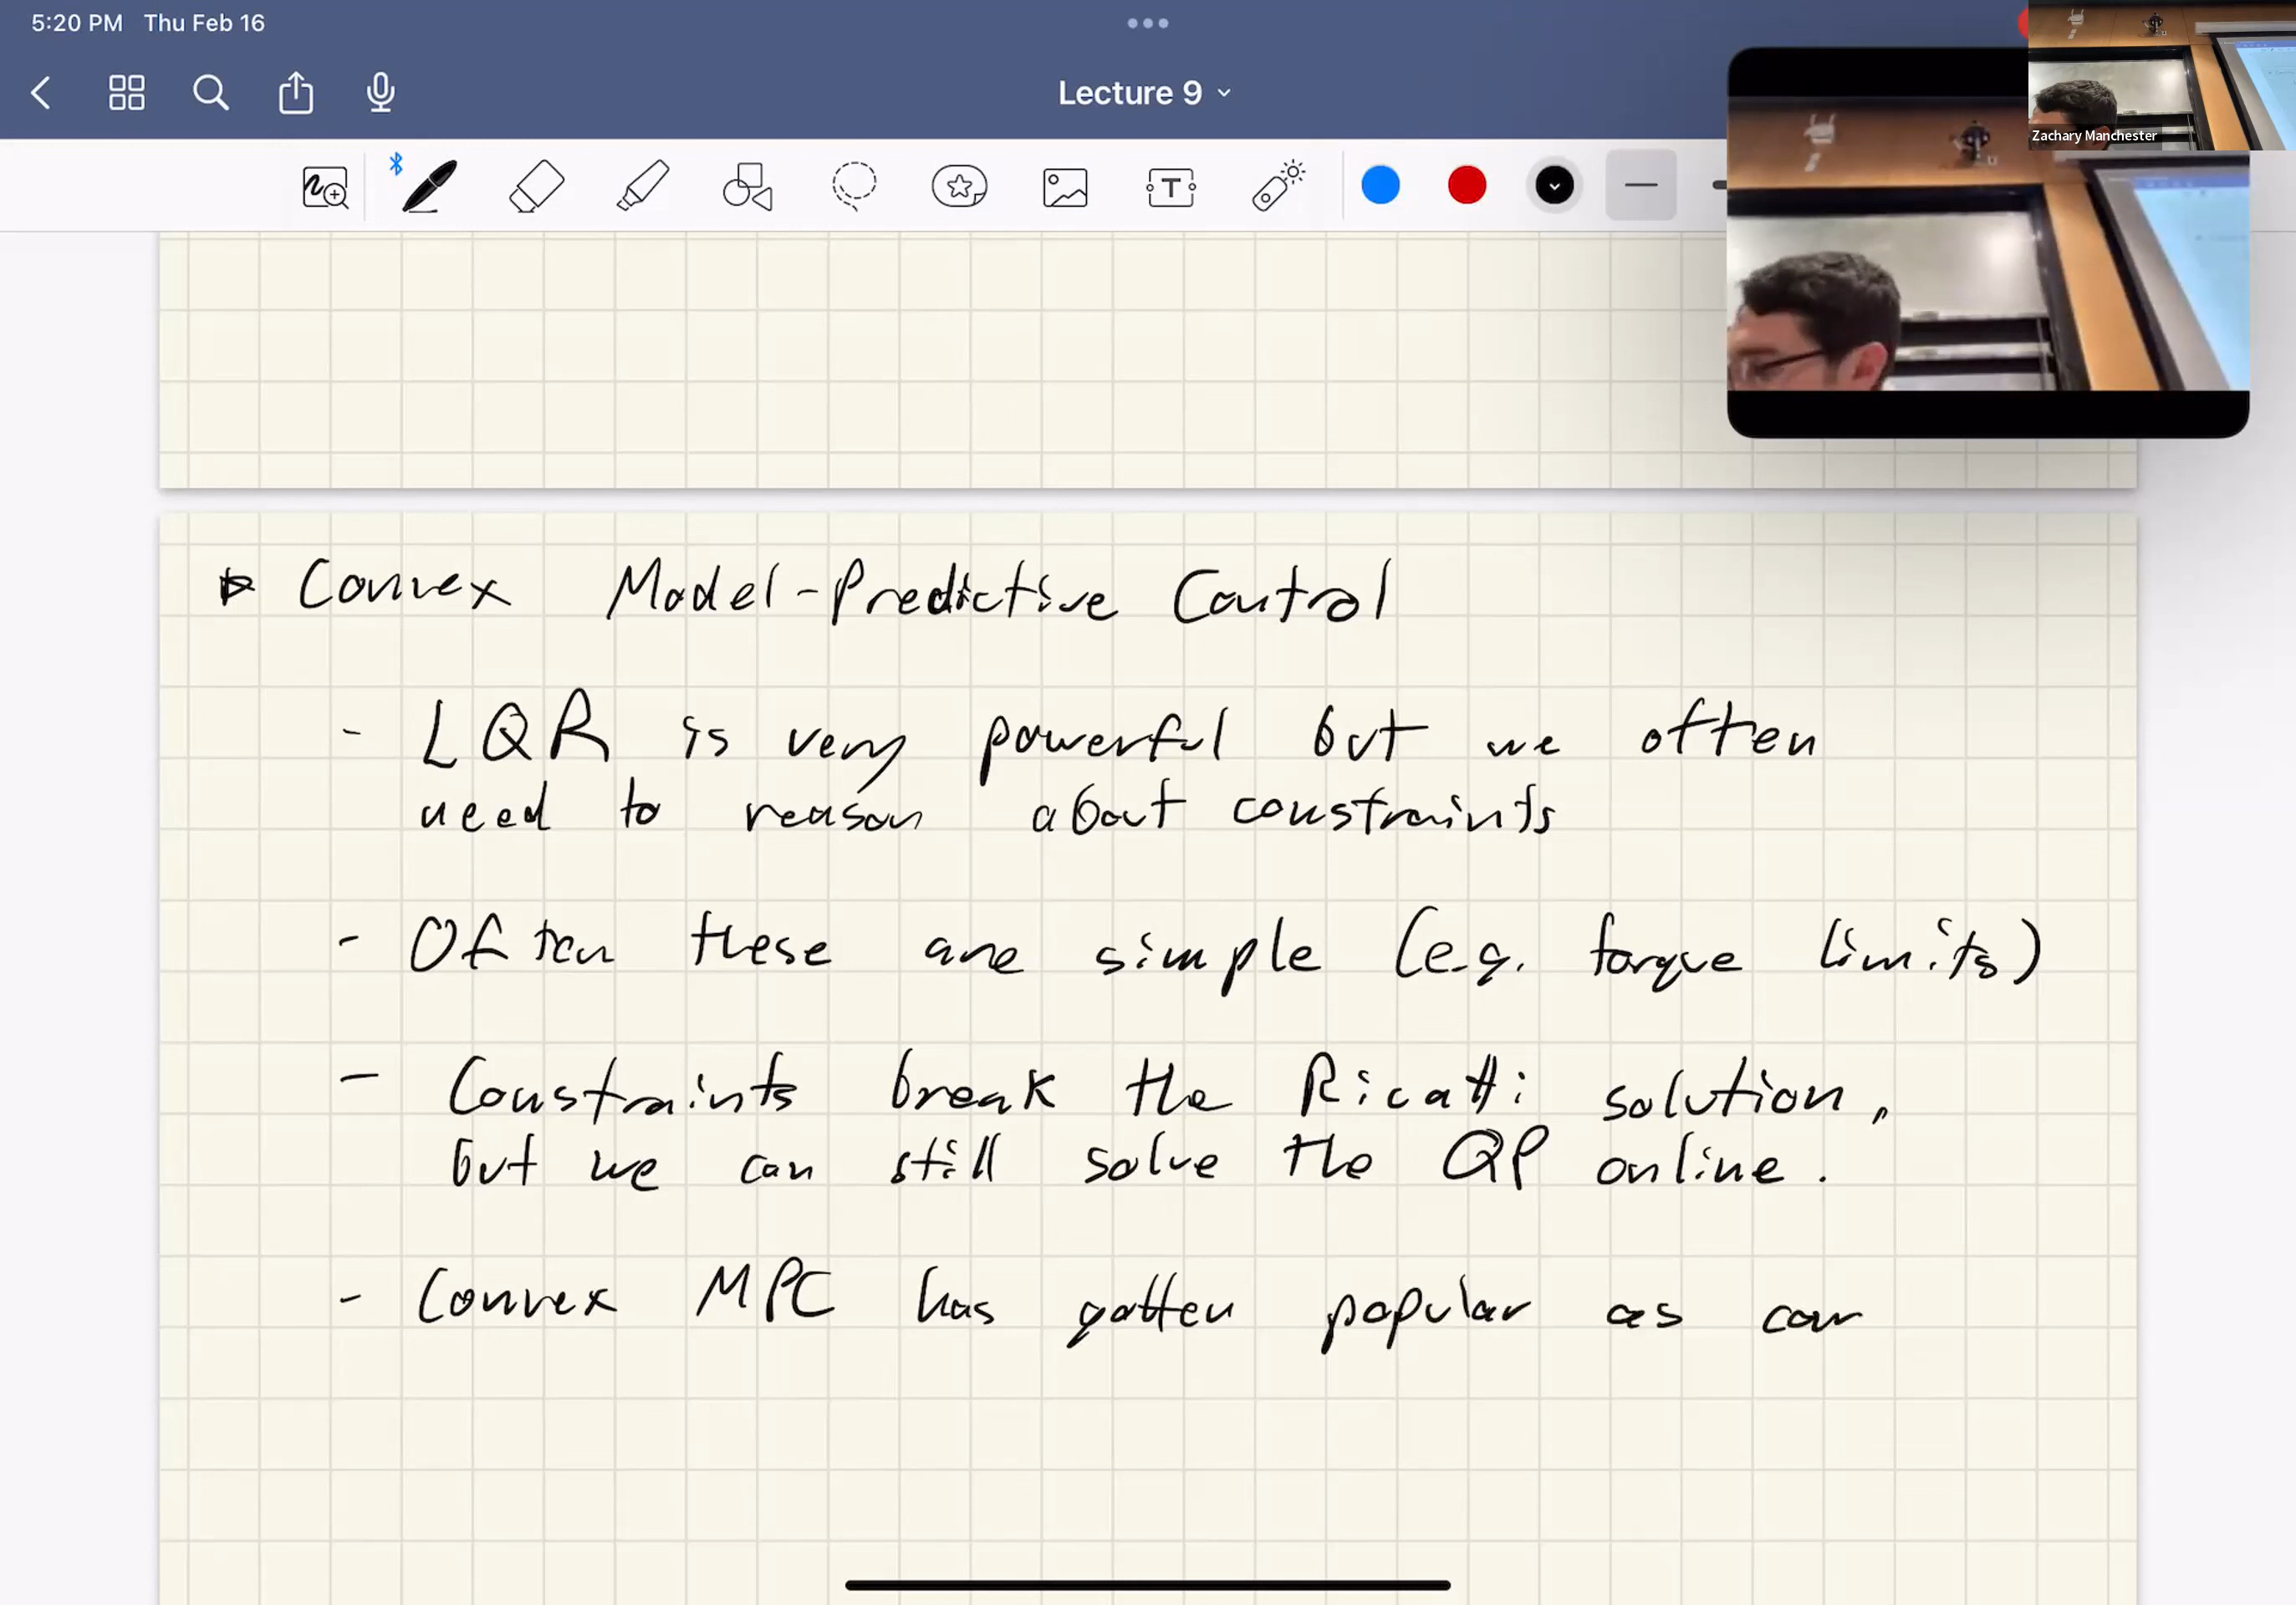 5:20 PM Thu Feb 16
Lecture 9
Zachary Manchester
T
Convex Model-Predictive Control
- LQR is very powerful but we often
need to reason about constraints
- Often these are simple (e.g. torque limits)
- Constraints break the Ricatti solution,
but we can still solve the QP online.
- Convex MPC has gotten popular as com